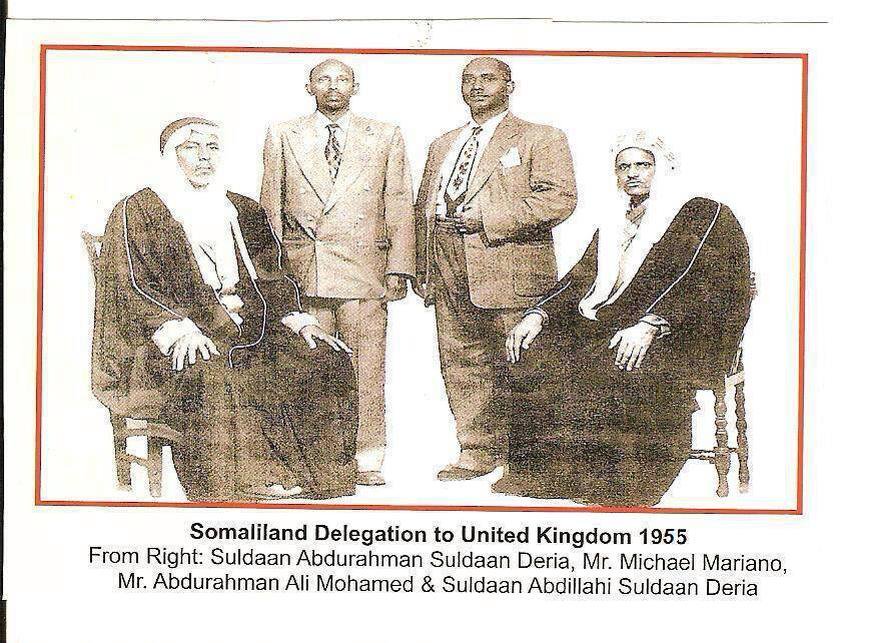 Somaliland Delegation to United Kingdom 1955
From Right: Suldaan Abdurahman Suldaan Deria, Mr. Michael Mariano,
Mr. Abdurahman Ali Mohamed & Suldaan Abdillahi Suldaan Deria